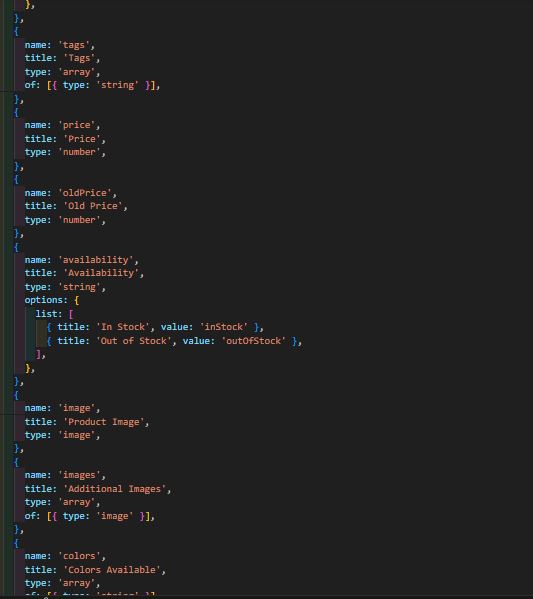 },
},
{
name: 'tags',
title: 'Tags',
type: 'array',
of: [{ type: 'string' }],
},
{
name: 'price',
title: 'Price',
type: 'number',
},
{
name: 'oldPrice',
title: 'Old Price',
type: 'number',
},
{
name: 'availability',
title: 'Availability',
type: 'string',
options: {
list: [
{ title: 'In Stock', value: 'inStock' },
{ title: 'Out of Stock', value: 'outOfStock' },
],
},
},
{
name: 'image',
title: 'Product Image',
type: 'image',
},
{
name: 'images',
title: 'Additional Images',
type: 'array',
of: [{ type: 'image' }],
},
{
name: 'colors',
title: 'Colors Available',
type: 'array',
of: [{ type: 'string' }],